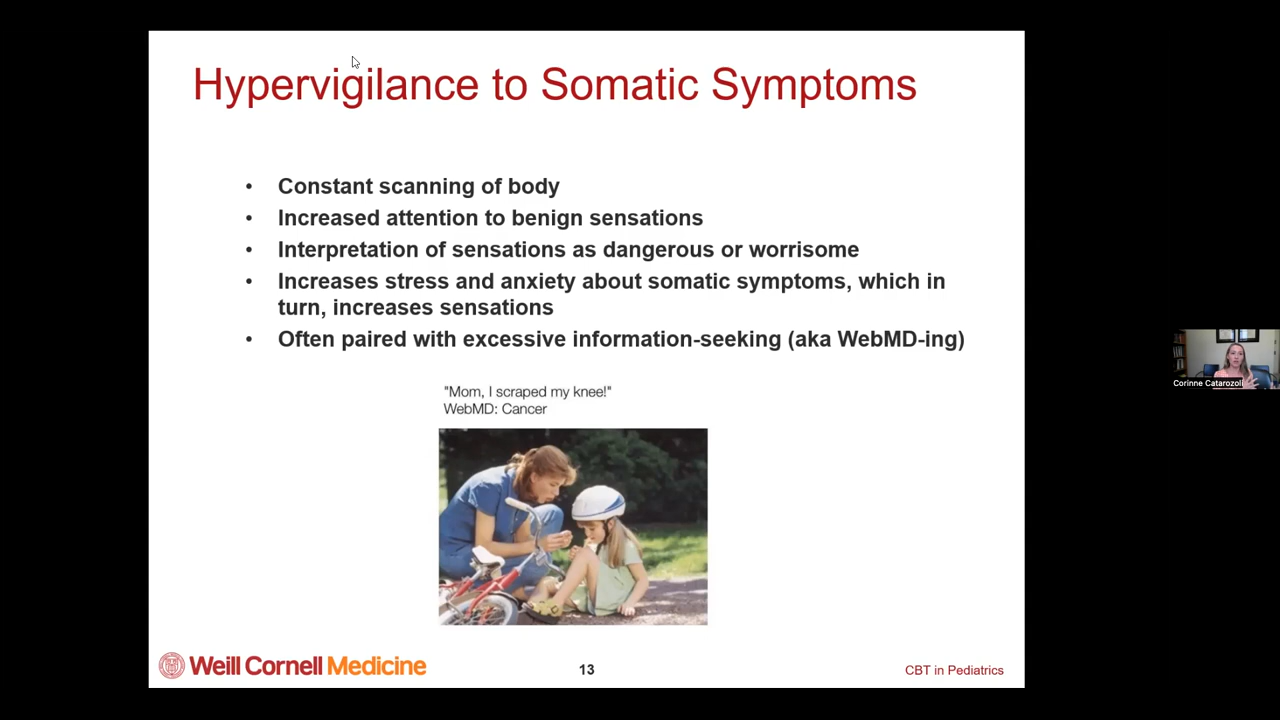 Hypervigilance to Somatic Symptoms
• Constant scanning of body
• Increased attention to benign sensations
• Interpretation of sensations as dangerous or worrisome
• Increases stress and anxiety about somatic symptoms, which in
turn, increases sensations
• Often paired with excessive information-seeking (aka WebMD-ing)
"Mom, I scraped my knee!"
WebMD: Cancer
Corinne Catarozoli
Weill Cornell Medicine
13
CBT in Pediatrics